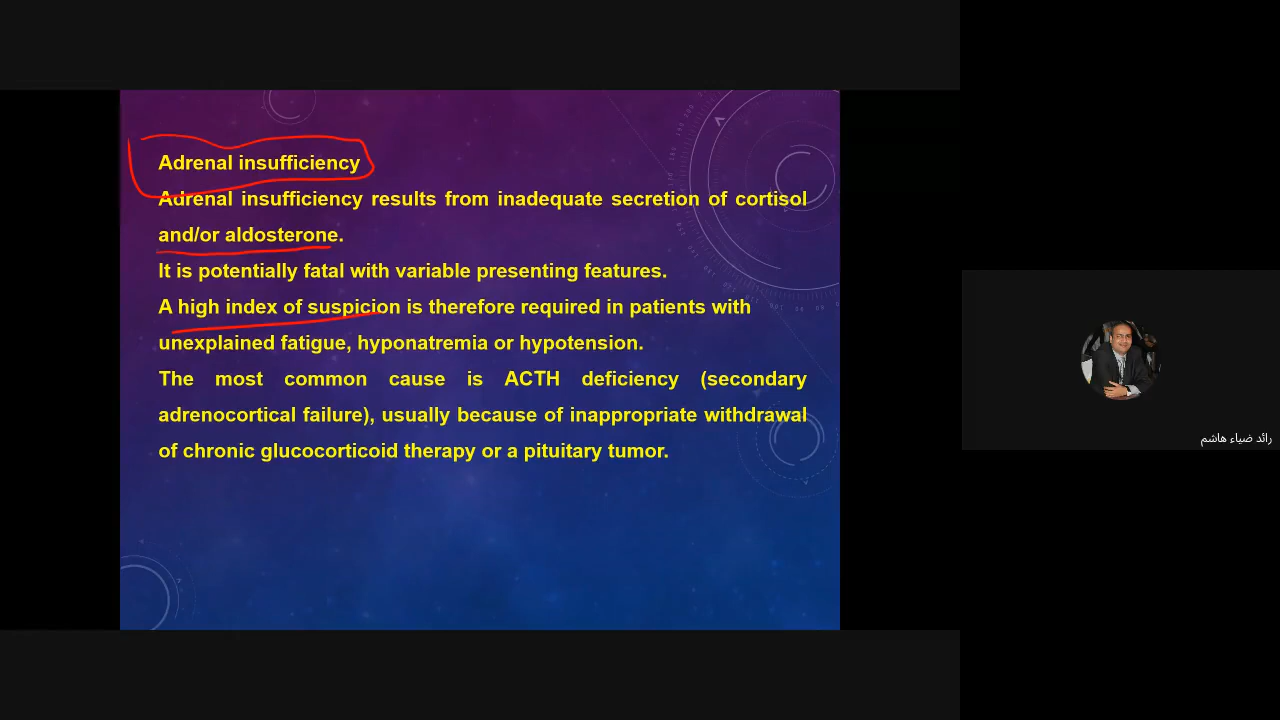 Adrenal insufficiency
Adrenal insufficiency results from inadequate secretion of cortisol
and/or aldosterone.
It is potentially fatal with variable presenting features.
A high index of suspicion is therefore required in patients with
unexplained fatigue, hyponatremia or hypotension.
The most common cause is ACTH deficiency (secondary
adrenocortical failure), usually because of inappropriate withdrawal
of chronic glucocorticoid therapy or a pituitary tumor.
رائد ضياء هاشم